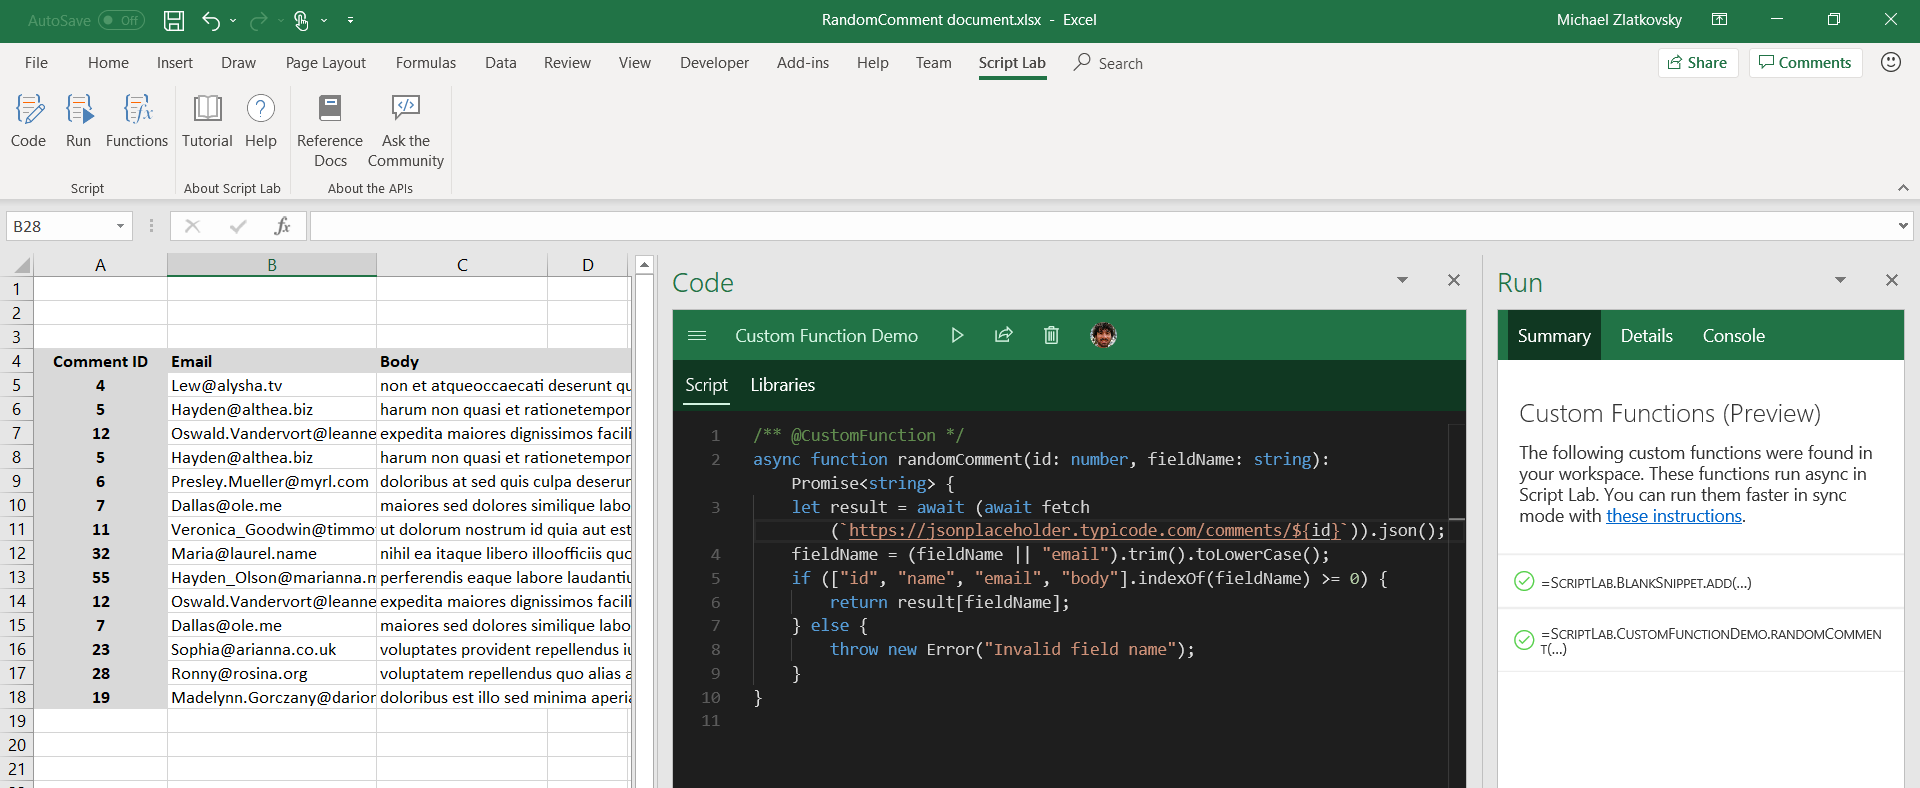 AutoSave Off
RandomComment document.xlsx - Excel
Michael Zlatkovsky
File Home Insert Draw Page Layout Formulas Data Review View Developer Add-ins Help Team Script Lab Search Share Comments
Code Run Functions Tutorial Help Reference Docs Ask the Community
Script About Script Lab About the APIs
B28 fx
A B C D
1
2
3
4 Comment ID Email Body
5 4 Lew@alysha.tv non et atqueoccaecati deserunt qu
6 5 Hayden@althea.biz harum non quasi et rationetempor
7 12 Oswald.Vandervort@leanne expedita maiores dignissimos facili
8 5 Hayden@althea.biz harum non quasi et rationetempor
9 6 Presley.Mueller@myrl.com doloribus at sed quis culpa deserun
10 7 Dallas@ole.me maiores sed dolores similique labo
11 11 Veronica_Goodwin@timmo ut dolorum nostrum id quia aut est
12 32 Maria@laurel.name nihil ea itaque libero illoofficiis quo
13 55 Hayden_Olson@marianna.m perferendis eaque labore laudantiu
14 12 Oswald.Vandervort@leanne expedita maiores dignissimos facili
15 7 Dallas@ole.me maiores sed dolores similique labo
16 23 Sophia@arianna.co.uk voluptates provident repellendus iu
17 28 Ronny@rosina.org voluptatem repellendus quo alias a
18 19 Madelynn.Gorczany@darion doloribus est illo sed minima aperia
19
20
21
Code
Custom Function Demo
Script Libraries
1 /** @CustomFunction */
2 async function randomComment(id: number, fieldName: string):
Promise<string> {
3 let result = await (await fetch
(`https://jsonplaceholder.typicode.com/comments/${id}`)).json();
4 fieldName = (fieldName || "email").trim().toLowerCase();
5 if (["id", "name", "email", "body"].indexOf(fieldName) >= 0) {
6 return result[fieldName];
7 } else {
8 throw new Error("Invalid field name");
9 }
10 }
11
Run
Summary Details Console
Custom Functions (Preview)
The following custom functions were found in
your workspace. These functions run async in
Script Lab. You can run them faster in sync
mode with these instructions.
=SCRIPTLAB.BLANKSNIPPET.ADD(...)
=SCRIPTLAB.CUSTOMFUNCTIONDEMO.RANDOMCOMMEN
T(...)